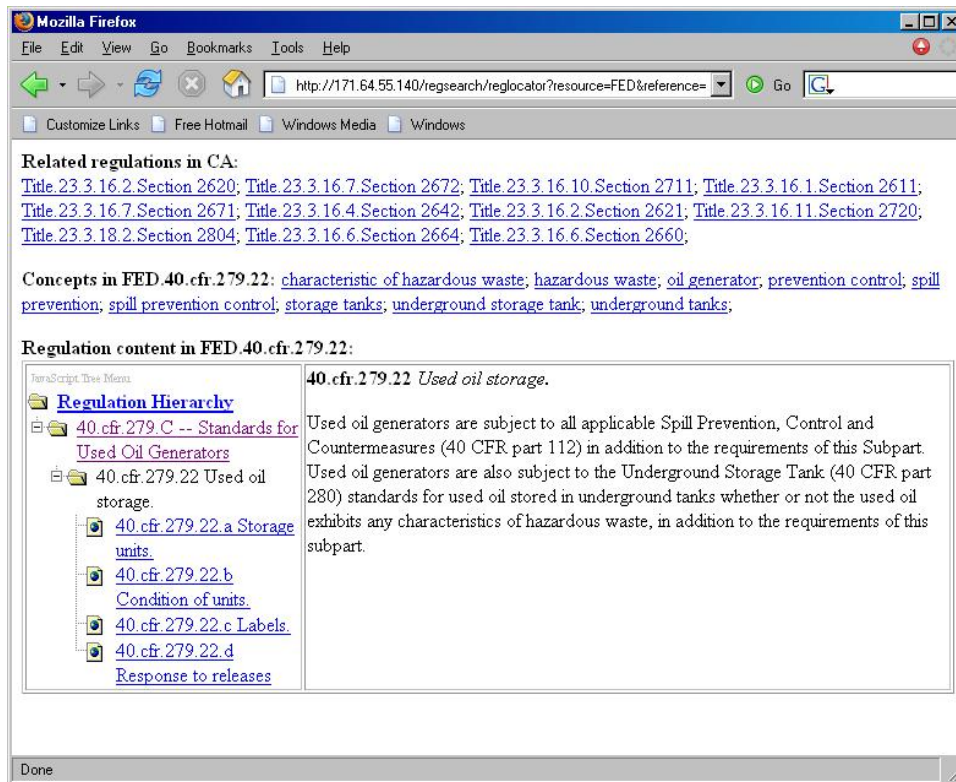 Mozilla Firefox
File Edit View Go Bookmarks Tools Help
http://171.64.55.140/regsearch/reglocator?resource=FED&reference= Go G
Customize Links Free Hotmail Windows Media Windows
Related regulations in CA:
Title.23.3.16.2.Section 2620; Title.23.3.16.7.Section 2672; Title.23.3.16.10.Section 2711; Title.23.3.16.1.Section 2611;
Title.23.3.16.7.Section 2671; Title.23.3.16.4.Section 2642; Title.23.3.16.2.Section 2621; Title.23.3.16.11.Section 2720;
Title.23.3.18.2.Section 2804; Title.23.3.16.6.Section 2664; Title.23.3.16.6.Section 2660;
Concepts in FED.40.cfr.279.22: characteristic of hazardous waste; hazardous waste; oil generator; prevention control; spill
prevention; spill prevention control; storage tanks; underground storage tank; underground tanks;
Regulation content in FED.40.cfr.279.22:
JavaScript Tree Menu
Regulation Hierarchy
40.cfr.279.C -- Standards for
Used Oil Generators
40.cfr.279.22 Used oil
storage.
40.cfr.279.22.a Storage
units.
40.cfr.279.22.b
Condition of units.
40.cfr.279.22.c Labels.
40.cfr.279.22.d
Response to releases
40.cfr.279.22 Used oil storage.
Used oil generators are subject to all applicable Spill Prevention, Control and
Countermeasures (40 CFR part 112) in addition to the requirements of this Subpart.
Used oil generators are also subject to the Underground Storage Tank (40 CFR part
280) standards for used oil stored in underground tanks whether or not the used oil
exhibits any characteristics of hazardous waste, in addition to the requirements of this
subpart.
Done